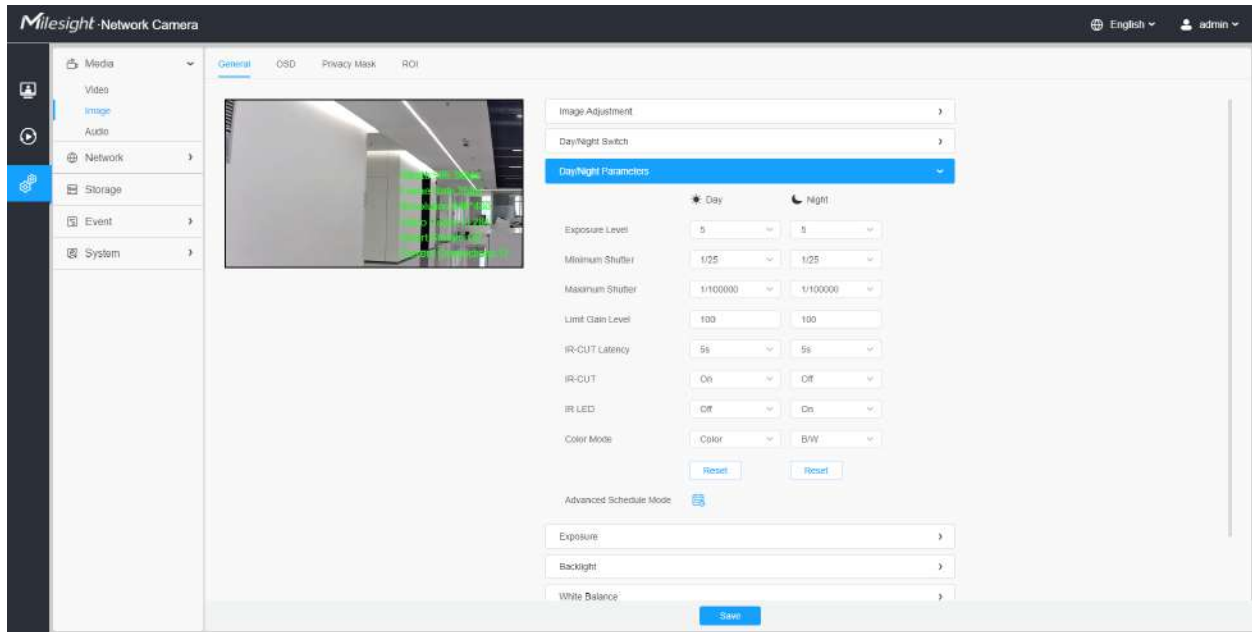 Milesight ·Network Camera
English
admin
Media
Video
Image
Audio
Network
Storage
Event
System
General OSD Privacy Mask ROI
Image Adjustment
Day/Night Switch
Day/Night Parameters
Day Night
Exposure Level 5 5
Minimum Shutter 1/25 1/25
Maximum Shutter 1/100000 1/100000
Limit Gain Level 100 100
IR-CUT Latency 5s 5s
IR-CUT On Off
IR LED Off On
Color Mode Color B/W
Reset Reset
Advanced Schedule Mode
Exposure
Backlight
White Balance
Save